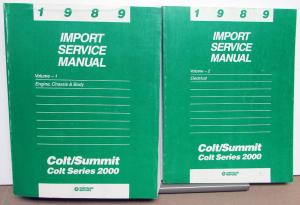 1989
IMPORT
SERVICE
MANUAL
Volume - 1
Engine, Chassis & Body
Colt/Summit
Colt Series 2000
1989
IMPORT
SERVICE
MANUAL
Volume - 2
Electrical
Colt/Summit
Colt Series 2000